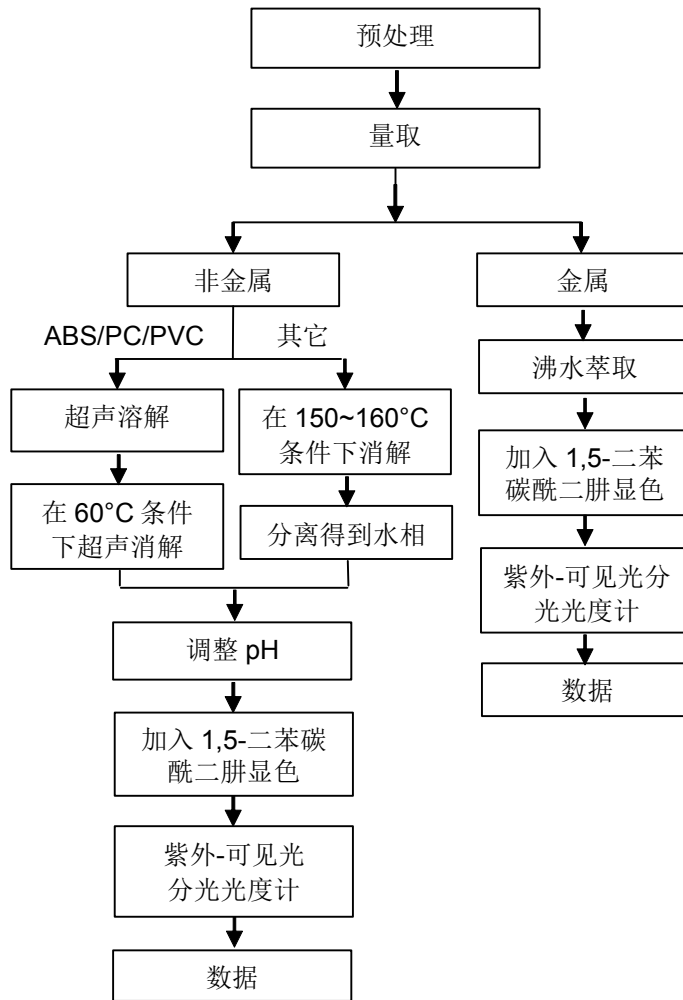 预处理
量取
非金属
金属
ABS/PC/PVC
其它
超声溶解
在 150~160°C
条件下消解
在 60°C 条件
下超声消解
分离得到水相
调整 pH
加入 1,5-二苯碳
酰二肼显色
紫外-可见光
分光光度计
数据
沸水萃取
加入 1,5-二苯
碳酰二肼显色
紫外-可见光分
光光度计
数据